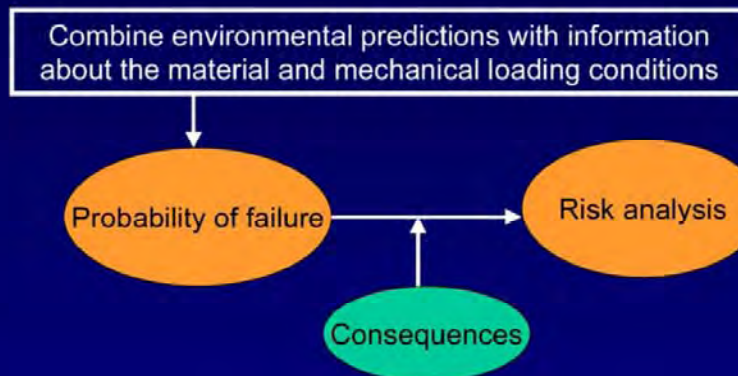 Combine environmental predictions with information
about the material and mechanical loading conditions
Probability of failure
Risk analysis
Consequences